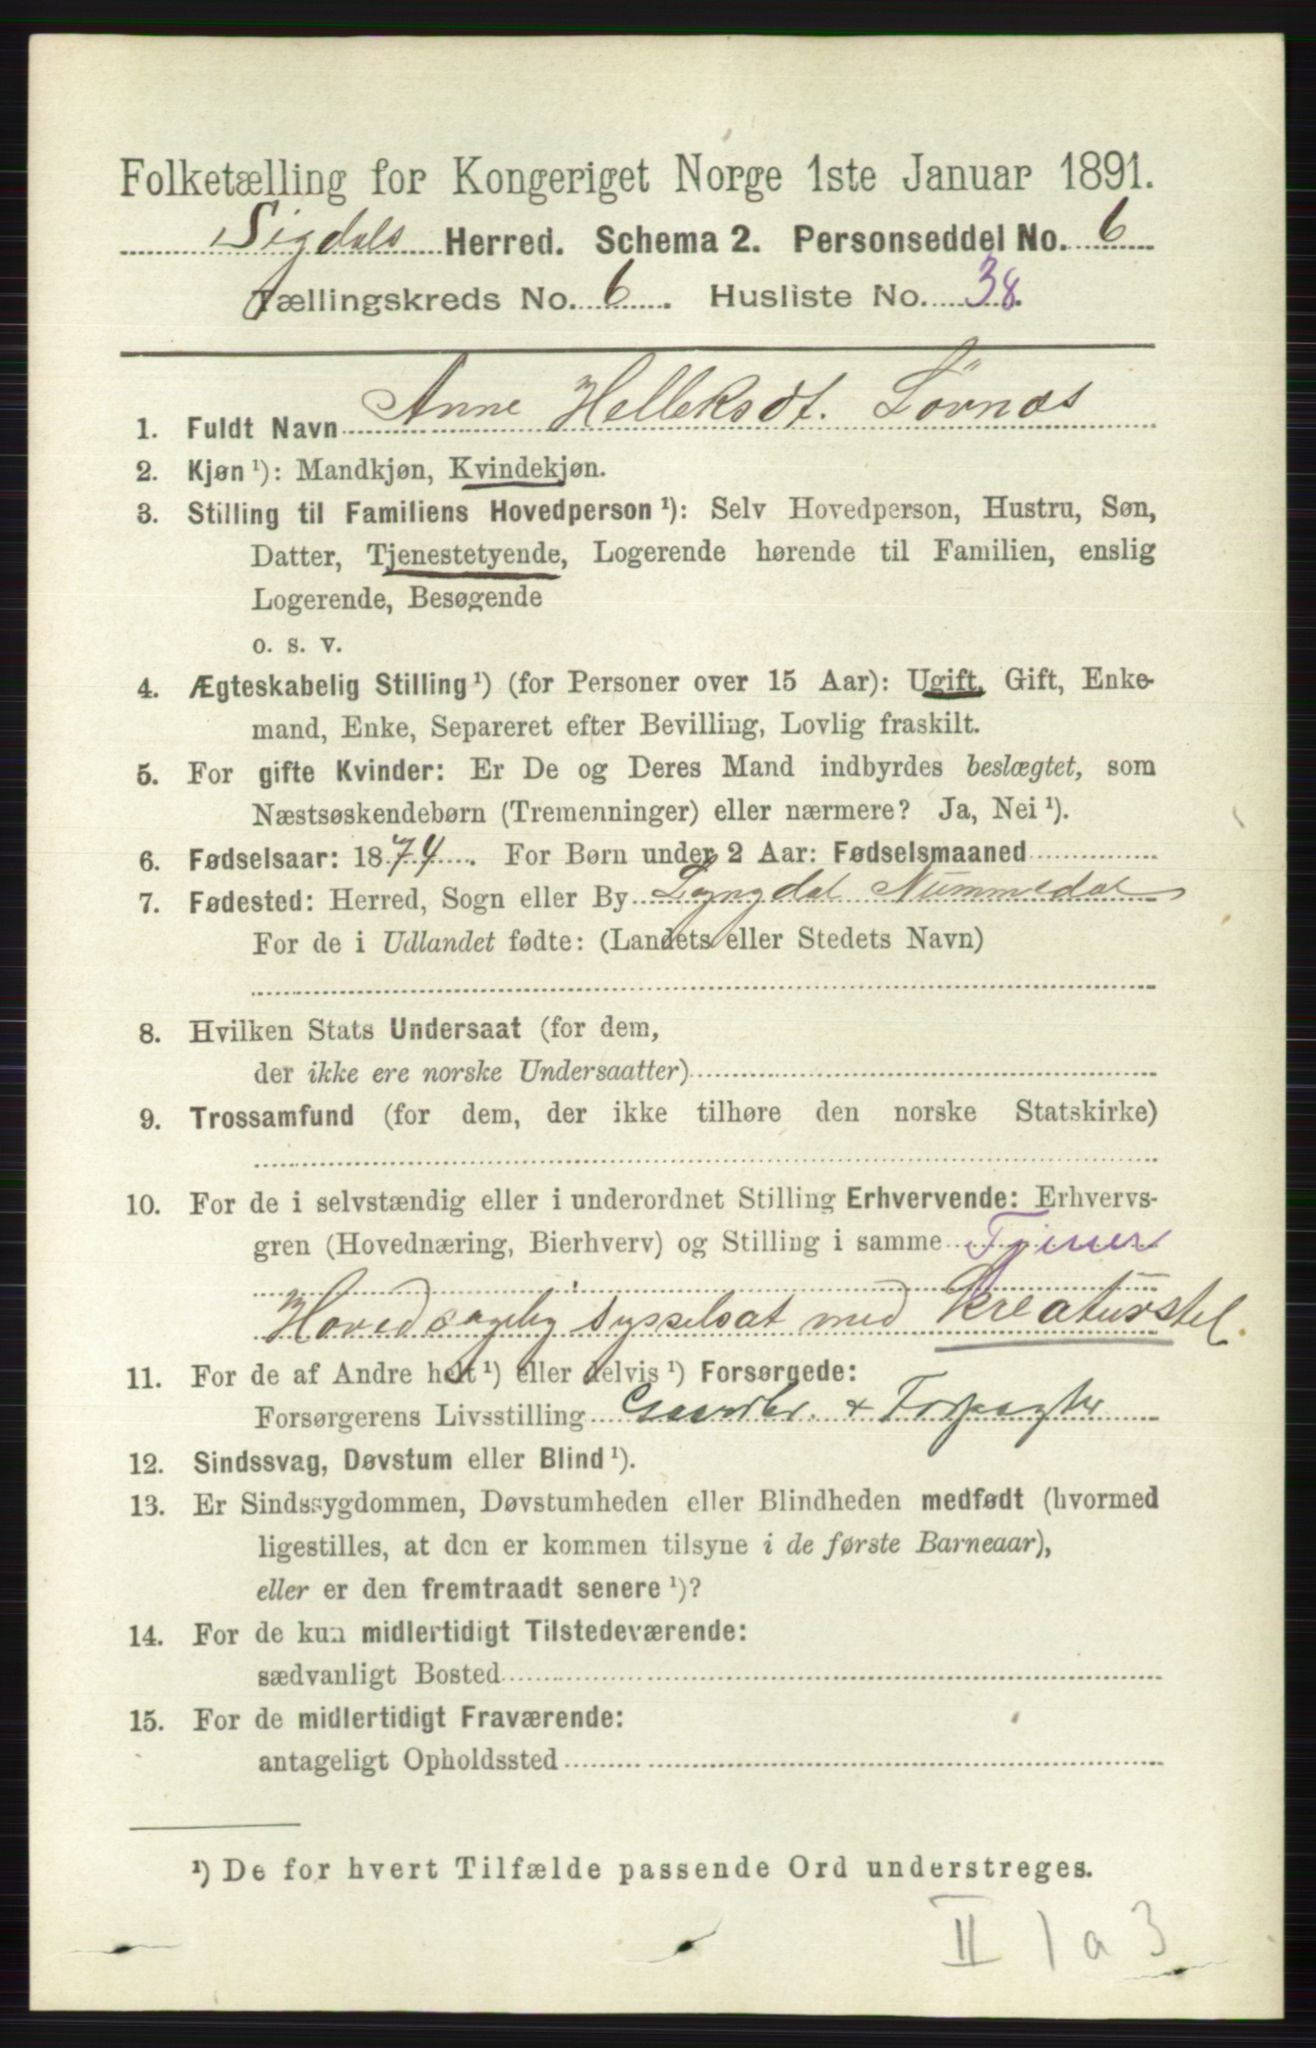 Folketælling for Kongeriget Norge 1ste Januar 1891.
Sigdals Herred. Schema 2. Personseddel No. 6
Tællingskreds No. 6. Husliste No. 38.
1. Fuldt Navn Anne Helleksdt. Lövnæs
2. Kjøn ¹): Mandkjøn, Kvindekjøn.
3. Stilling til Familiens Hovedperson ¹): Selv Hovedperson, Hustru, Søn,
Datter, Tjenestetyende, Logerende hørende til Familien, enslig
Logerende, Besøgende
o. s. v.
4. Ægteskabelig Stilling ¹) (for Personer over 15 Aar): Ugift, Gift, Enke-
mand, Enke, Separeret efter Bevilling, Lovlig fraskilt.
5. For gifte Kvinder: Er De og Deres Mand indbyrdes beslægtet, som
Næstsøskendebørn (Tremenninger) eller nærmere? Ja, Nei ¹).
6. Fødselsaar: 1874. For Børn under 2 Aar: Fødselsmaaned
7. Fødested: Herred, Sogn eller By Lyngdal Nummedal
For de i Udlandet fødte: (Landets eller Stedets Navn)
8. Hvilken Stats Undersaat (for dem,
der ikke ere norske Undersaatter)
9. Trossamfund (for dem, der ikke tilhøre den norske Statskirke)
10. For de i selvstændig eller i underordnet Stilling Erhvervende: Erhvervs-
gren (Hovednæring, Bierhverv) og Stilling i samme Tjener
Hovedsagelig sysselsat med Kreaturstel.
11. For de af Andre helt ¹) eller delvis ¹) Forsørgede:
Forsørgerens Livsstilling Gaardbr. & Forpagter
12. Sindssvag, Døvstum eller Blind ¹).
13. Er Sindssygdommen, Døvstumheden eller Blindheden medfødt (hvormed
ligestilles, at den er kommen tilsyne i de første Barneaar),
eller er den fremtraadt senere ¹)?
14. For de kun midlertidigt Tilstedeværende:
sædvanligt Bosted
15. For de midlertidigt Fraværende:
antageligt Opholdssted
¹) De for hvert Tilfælde passende Ord understreges.
II 1 a 3